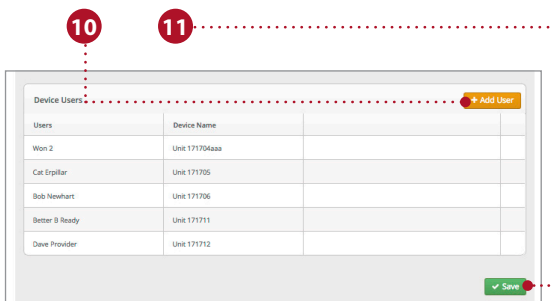 10 11
Device Users + Add User
Users Device Name
Won 2 Unit 171704aaa
Cat Erpillar Unit 171705
Bob Newhart Unit 171706
Better B Ready Unit 171711
Dave Provider Unit 171712
✓ Save